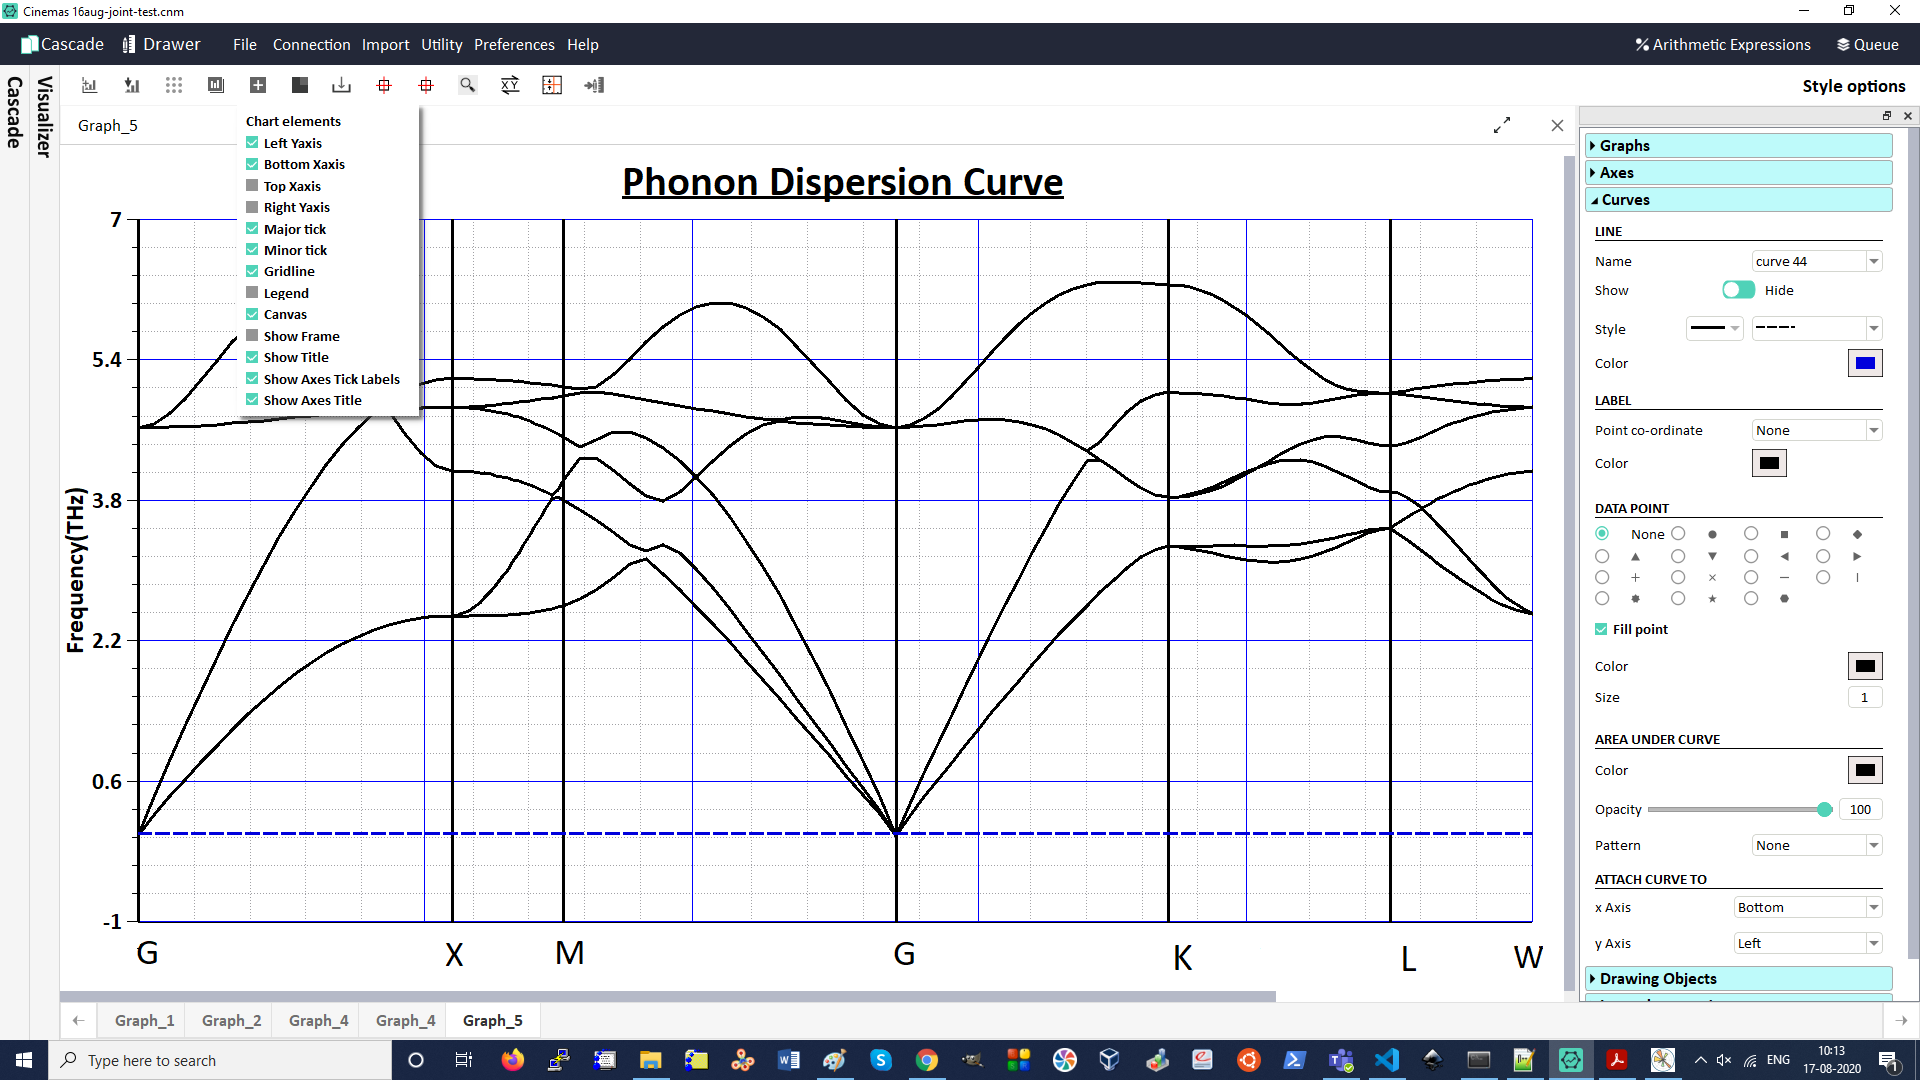 Cinemas 16aug-joint-test.cnm
Cascade Drawer File Connection Import Utility Preferences Help Arithmetic Expressions Queue
Cascade
Visualizer
Style options
Graph_5
Chart elements
Left Yaxis
Bottom Xaxis
Top Xaxis
Right Yaxis
Major tick
Minor tick
Gridline
Legend
Canvas
Show Frame
Show Title
Show Axes Tick Labels
Show Axes Title
Phonon Dispersion Curve
Frequency(THz)
7
5.4
3.8
2.2
0.6
-1
G X M G K L W
Graphs
Axes
Curves
LINE
Name curve 44
Show Hide
Style
Color
LABEL
Point co-ordinate None
Color
DATA POINT
None
Fill point
Color
Size 1
AREA UNDER CURVE
Color
Opacity 100
Pattern None
ATTACH CURVE TO
x Axis Bottom
y Axis Left
Drawing Objects
Graph_1 Graph_2 Graph_4 Graph_4 Graph_5
Type here to search
ENG
10:13
17-08-2020
1